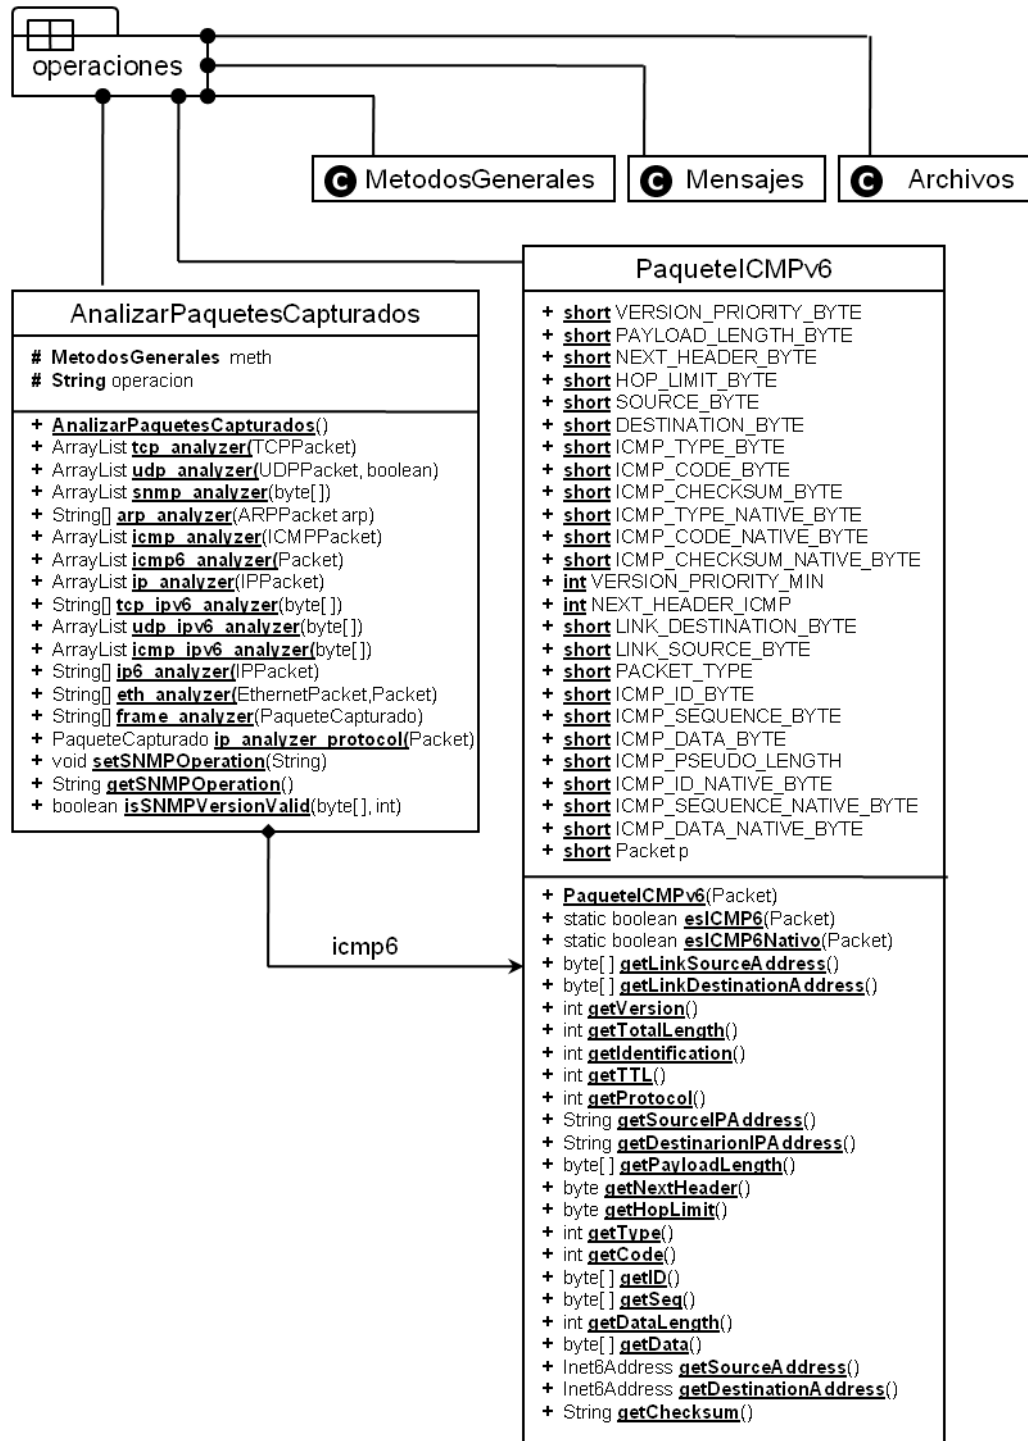 operaciones
C MetodosGenerales
C Mensajes
C Archivos
AnalizarPaquetesCapturados
# MetodosGenerales meth
# String operacion
+ AnalizarPaquetesCapturados()
+ ArrayList tcp_analyzer(TCPPacket)
+ ArrayList udp_analyzer(UDPPacket, boolean)
+ ArrayList snmp_analyzer(byte[])
+ String[] arp_analyzer(ARPPacket arp)
+ ArrayList icmp_analyzer(ICMPPacket)
+ ArrayList icmp6_analyzer(Packet)
+ ArrayList ip_analyzer(IPPacket)
+ String[] tcp_ipv6_analyzer(byte[])
+ ArrayList udp_ipv6_analyzer(byte[])
+ ArrayList icmp_ipv6_analyzer(byte[])
+ String[] ip6_analyzer(IPPacket)
+ String[] eth_analyzer(EthernetPacket,Packet)
+ String[] frame_analyzer(PaqueteCapturado)
+ PaqueteCapturado ip_analyzer_protocol(Packet)
+ void setSNMPOperation(String)
+ String getSNMPOperation()
+ boolean isSNMPVersionValid(byte[], int)
icmp6
PaqueteICMPv6
+ short VERSION_PRIORITY_BYTE
+ short PAYLOAD_LENGTH_BYTE
+ short NEXT_HEADER_BYTE
+ short HOP_LIMIT_BYTE
+ short SOURCE_BYTE
+ short DESTINATION_BYTE
+ short ICMP_TYPE_BYTE
+ short ICMP_CODE_BYTE
+ short ICMP_CHECKSUM_BYTE
+ short ICMP_TYPE_NATIVE_BYTE
+ short ICMP_CODE_NATIVE_BYTE
+ short ICMP_CHECKSUM_NATIVE_BYTE
+ int VERSION_PRIORITY_MIN
+ int NEXT_HEADER_ICMP
+ short LINK_DESTINATION_BYTE
+ short LINK_SOURCE_BYTE
+ short PACKET_TYPE
+ short ICMP_ID_BYTE
+ short ICMP_SEQUENCE_BYTE
+ short ICMP_DATA_BYTE
+ short ICMP_PSEUDO_LENGTH
+ short ICMP_ID_NATIVE_BYTE
+ short ICMP_SEQUENCE_NATIVE_BYTE
+ short ICMP_DATA_NATIVE_BYTE
+ short Packet p
+ PaqueteICMPv6(Packet)
+ static boolean esICMP6(Packet)
+ static boolean esICMP6Nativo(Packet)
+ byte[] getLinkSourceAddress()
+ byte[] getLinkDestinationAddress()
+ int getVersion()
+ int getTotalLength()
+ int getIdentification()
+ int getTTL()
+ int getProtocol()
+ String getSourceIPAddress()
+ String getDestinarionIPAddress()
+ byte[] getPayloadLength()
+ byte getNextHeader()
+ byte getHopLimit()
+ int getType()
+ int getCode()
+ byte[] getID()
+ byte[] getSeq()
+ int getDataLength()
+ byte[] getData()
+ Inet6Address getSourceAddress()
+ Inet6Address getDestinationAddress()
+ String getChecksum()